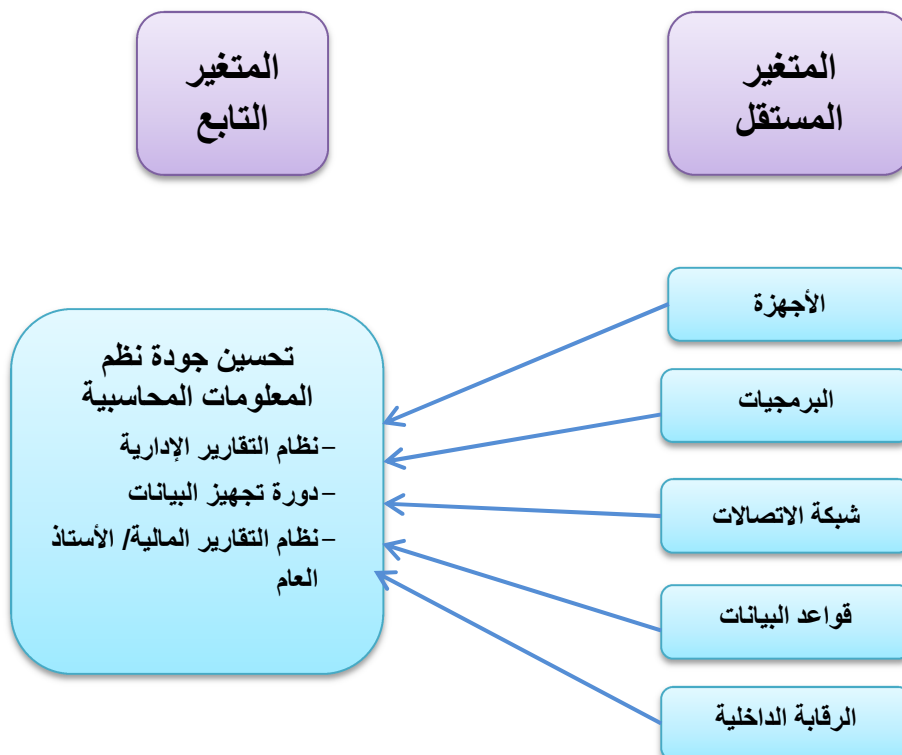 المتغير
المستقل
المتغير
التابع
الأجهزة
البرمجيات
شبكة الاتصالات
قواعد البيانات
الرقابة الداخلية
تحسين جودة نظم
المعلومات المحاسبية
-نظام التقارير الإدارية
-دورة تجهيز البيانات
-نظام التقارير المالية/ الأستاذ
العام